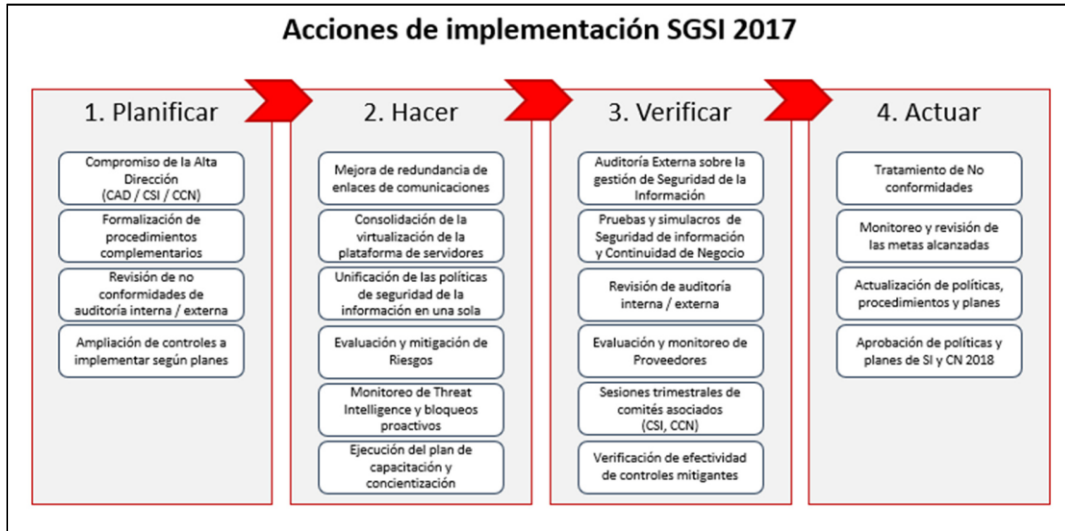 Acciones de implementación SGSI 2017
1. Planificar
Compromiso de la Alta
Dirección
(CAD / CSI / CCN)
Formalización de
procedimientos
complementarios
Revisión de no
conformidades de
auditoría interna / externa
Ampliación de controles a
implementar según planes
2. Hacer
Mejora de redundancia de
enlaces de comunicaciones
Consolidación de la
virtualización de la
plataforma de servidores
Unificación de las políticas
de seguridad de la
información en una sola
Evaluación y mitigación de
Riesgos
Monitoreo de Threat
Intelligence y bloqueos
proactivos
Ejecución del plan de
capacitación y
concientización
3. Verificar
Auditoría Externa sobre la
gestión de Seguridad de la
Información
Pruebas y simulacros de
Seguridad de información
y Continuidad de Negocio
Revisión de auditoría
interna / externa
Evaluación y monitoreo de
Proveedores
Sesiones trimestrales de
comités asociados
(CSI, CCN)
Verificación de efectividad
de controles mitigantes
4. Actuar
Tratamiento de No
conformidades
Monitoreo y revisión de
las metas alcanzadas
Actualización de políticas,
procedimientos y planes
Aprobación de políticas y
planes de SI y CN 2018